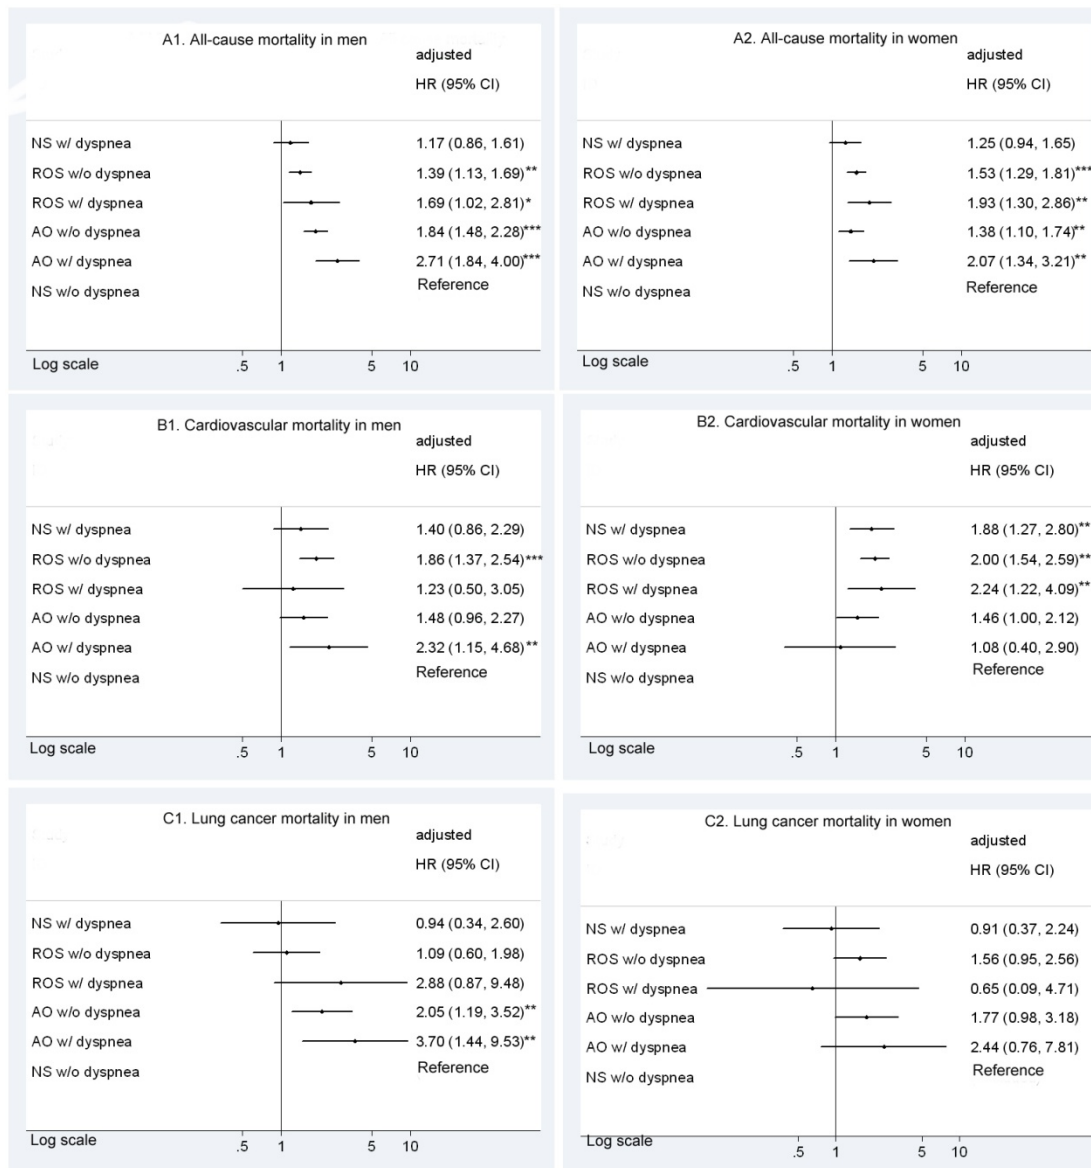 A1. All-cause mortality in men
adjusted
HR (95% CI)
NS w/ dyspnea 1.17 (0.86, 1.61)
ROS w/o dyspnea 1.39 (1.13, 1.69)**
ROS w/ dyspnea 1.69 (1.02, 2.81)*
AO w/o dyspnea 1.84 (1.48, 2.28)***
AO w/ dyspnea 2.71 (1.84, 4.00)***
NS w/o dyspnea Reference
Log scale .5 1 5 10
A2. All-cause mortality in women
adjusted
HR (95% CI)
NS w/ dyspnea 1.25 (0.94, 1.65)
ROS w/o dyspnea 1.53 (1.29, 1.81)***
ROS w/ dyspnea 1.93 (1.30, 2.86)**
AO w/o dyspnea 1.38 (1.10, 1.74)**
AO w/ dyspnea 2.07 (1.34, 3.21)**
NS w/o dyspnea Reference
Log scale .5 1 5 10
B1. Cardiovascular mortality in men
adjusted
HR (95% CI)
NS w/ dyspnea 1.40 (0.86, 2.29)
ROS w/o dyspnea 1.86 (1.37, 2.54)***
ROS w/ dyspnea 1.23 (0.50, 3.05)
AO w/o dyspnea 1.48 (0.96, 2.27)
AO w/ dyspnea 2.32 (1.15, 4.68)**
NS w/o dyspnea Reference
Log scale .5 1 5 10
B2. Cardiovascular mortality in women
adjusted
HR (95% CI)
NS w/ dyspnea 1.88 (1.27, 2.80)**
ROS w/o dyspnea 2.00 (1.54, 2.59)**
ROS w/ dyspnea 2.24 (1.22, 4.09)**
AO w/o dyspnea 1.46 (1.00, 2.12)
AO w/ dyspnea 1.08 (0.40, 2.90)
NS w/o dyspnea Reference
Log scale .5 1 5 10
C1. Lung cancer mortality in men
adjusted
HR (95% CI)
NS w/ dyspnea 0.94 (0.34, 2.60)
ROS w/o dyspnea 1.09 (0.60, 1.98)
ROS w/ dyspnea 2.88 (0.87, 9.48)
AO w/o dyspnea 2.05 (1.19, 3.52)**
AO w/ dyspnea 3.70 (1.44, 9.53)**
NS w/o dyspnea Reference
Log scale .5 1 5 10
C2. Lung cancer mortality in women
adjusted
HR (95% CI)
NS w/ dyspnea 0.91 (0.37, 2.24)
ROS w/o dyspnea 1.56 (0.95, 2.56)
ROS w/ dyspnea 0.65 (0.09, 4.71)
AO w/o dyspnea 1.77 (0.98, 3.18)
AO w/ dyspnea 2.44 (0.76, 7.81)
NS w/o dyspnea Reference
Log scale .5 1 5 10